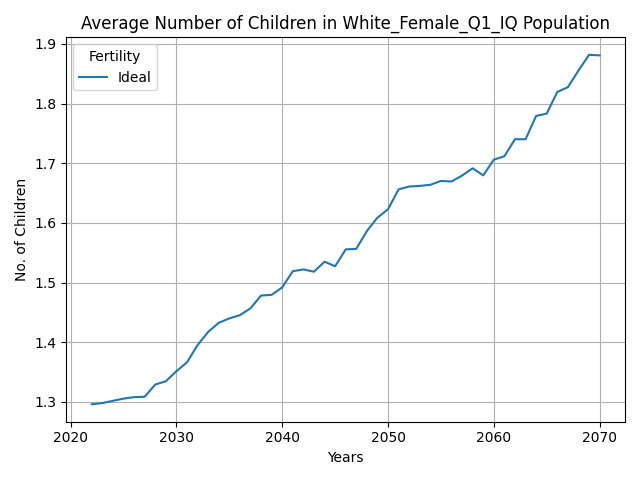 Average Number of Children in White_Female_Q1_IQ Population
Fertility
Ideal
No. of Children
1.9
1.8
1.7
1.6
1.5
1.4
1.3
2020 2030 2040 2050 2060 2070
Years